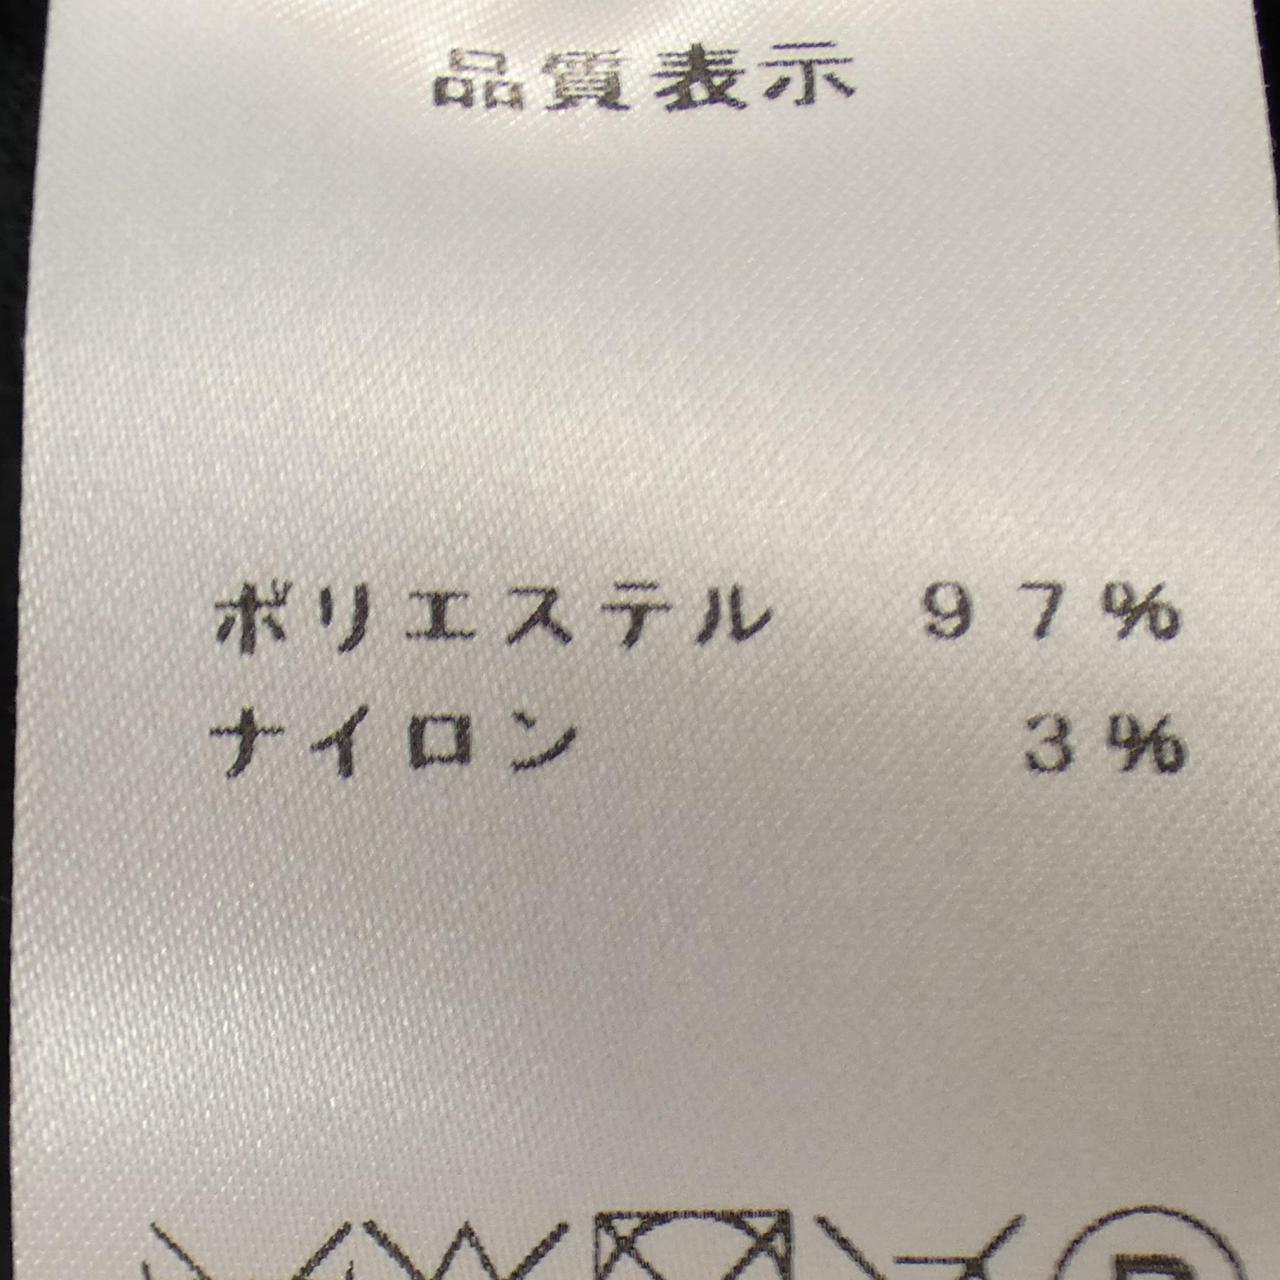 品質表示
ポリエステル 97%
ナイロン 3%